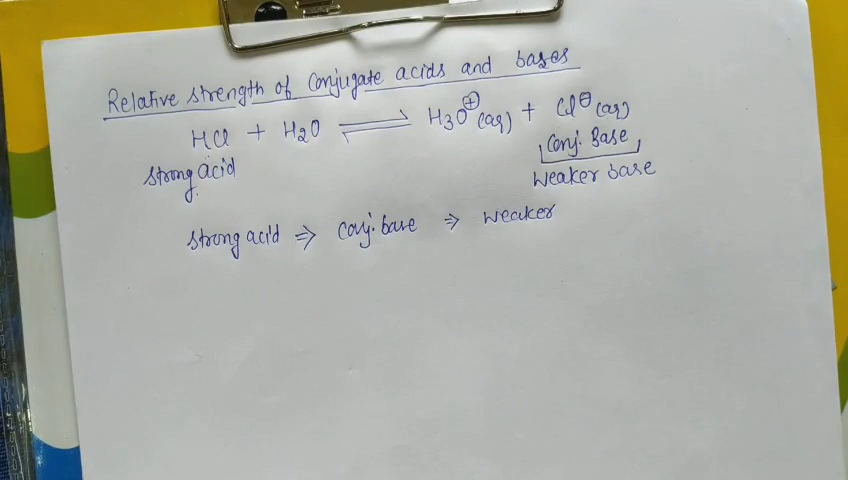 Relative strength of conjugate acids and bases
HCl + H₂O ⇌ H₃O⊕(aq) + Cl⊖(aq)
strong acid
Conj. Base
Weaker base
strong acid ⇒ conj. base ⇒ weaker